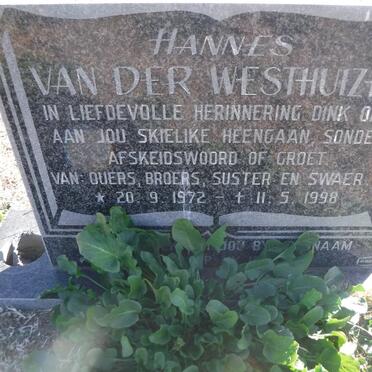 HANNES
VAN DER WESTHUIZ
IN LIEFDEVOLLE HERINNERING DINK O
AAN JOU SKIELIKE HEENGAAN, SONDE
AFSKEIDSWOORD OF GROET.
VAN: OUERS, BROERS, SUSTER EN SWAER
* 20. 9. 1972 - † 11. 5. 1998
NAAM